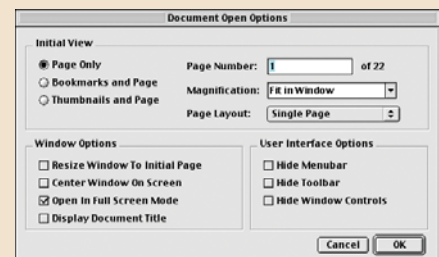 Document Open Options
Initial View
Page Only
Bookmarks and Page
Thumbnails and Page
Page Number: 1 of 22
Magnification: Fit in Window
Page Layout: Single Page
Window Options
Resize Window To Initial Page
Center Window On Screen
Open In Full Screen Mode
Display Document Title
User Interface Options
Hide Menubar
Hide Toolbar
Hide Window Controls
Cancel OK